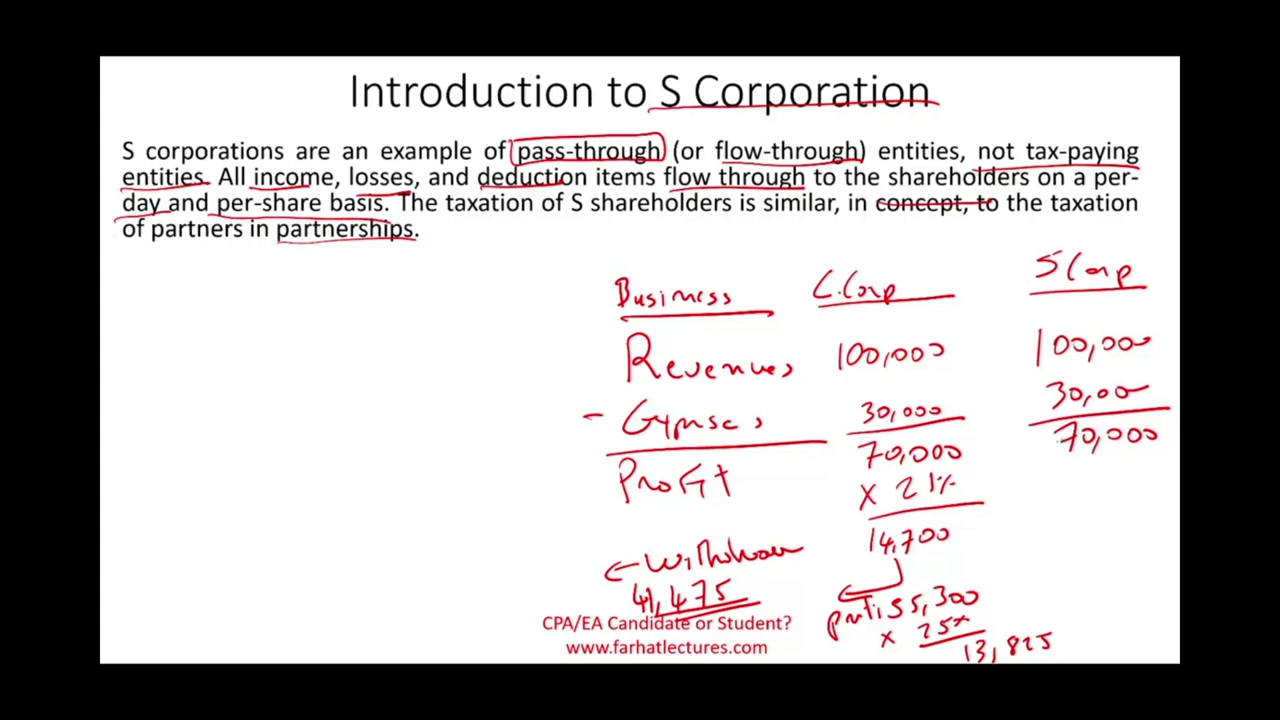 Introduction to S Corporation
S corporations are an example of pass-through (or flow-through) entities, not tax-paying
entities. All income, losses, and deduction items flow through to the shareholders on a per-
day and per-share basis. The taxation of S shareholders is similar, in concept, to the taxation
of partners in partnerships.
Business C.Corp S Corp
Revenues 100,000 100,000
- Expenses 30,000 30,000
Profit 70,000 70,000
X 21%
14,700
← Withdraw
41,475
profit 55,300
x 25%
13,825
CPA/EA Candidate or Student?
www.farhatlectures.com